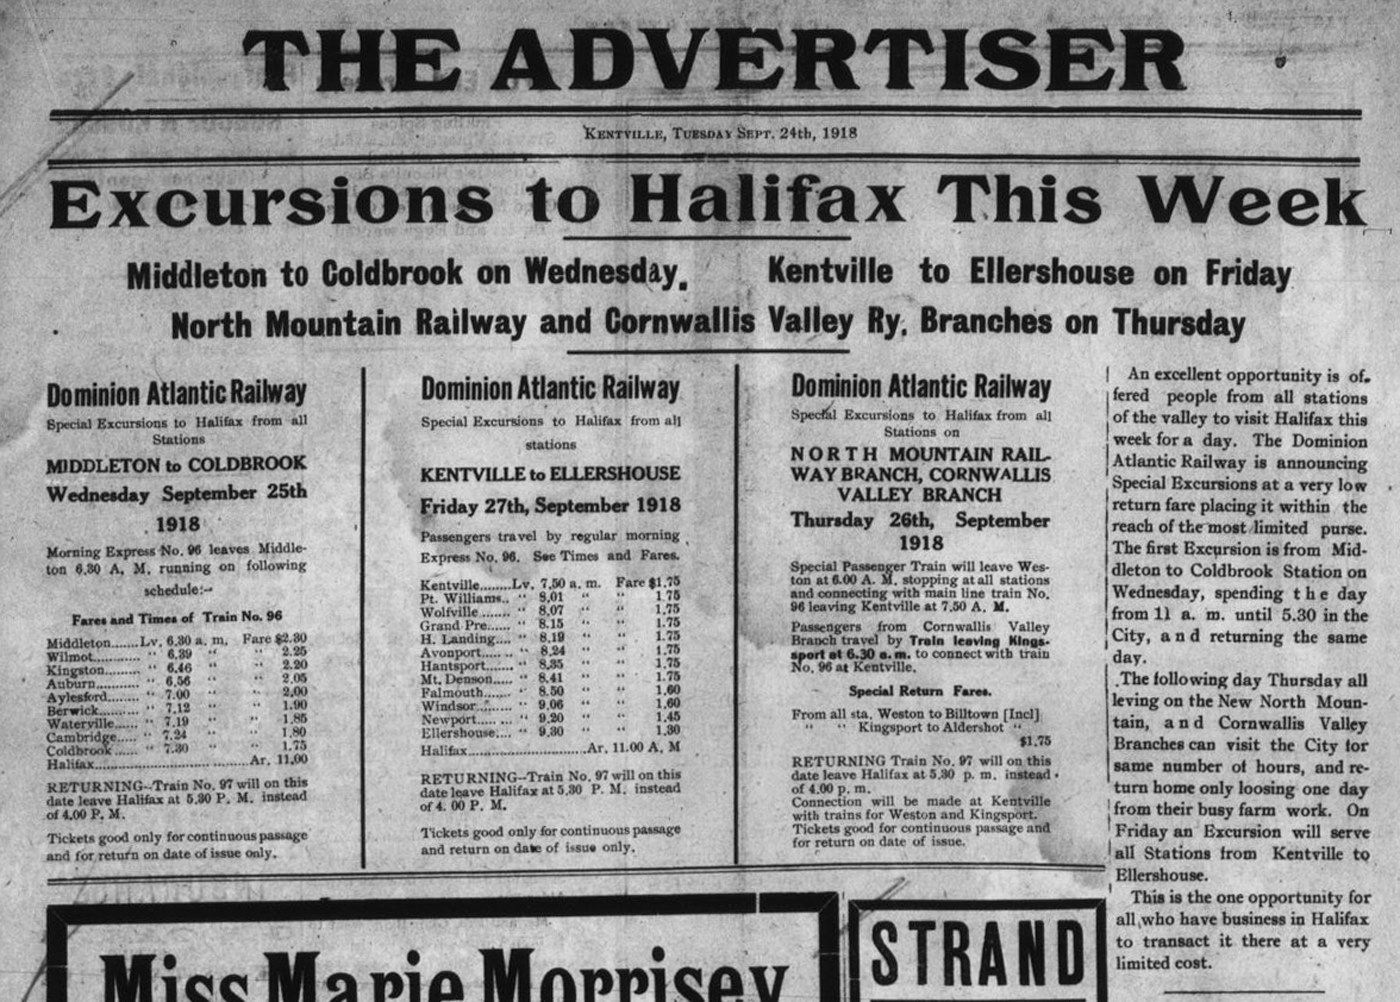 THE ADVERTISER
KENTVILLE, TUESDAY SEPT. 24th, 1918
Excursions to Halifax This Week
Middleton to Coldbrook on Wednesday, Kentville to Ellershouse on Friday
North Mountain Railway and Cornwallis Valley Ry. Branches on Thursday
Dominion Atlantic Railway
Special Excursions to Halifax from all
Stations
MIDDLETON to COLDBROOK
Wednesday September 25th
1918
Morning Express No. 96 leaves Middle-
ton 6.30 A. M. running on following
schedule:-
Fares and Times of Train No. 96
Middleton.......Lv. 6.30 a. m. Fare $2.30
Wilmot............ " 6.39 " " 2.25
Kingston.......... " 6.46 " " 2.20
Auburn............ " 6.56 " " 2.05
Aylesford......... " 7.00 " " 2.00
Berwick........... " 7.12 " " 1.90
Waterville...... " 7.19 " " 1.85
Cambridge..... " 7.24 " " 1.80
Coldbrook ...... " 7.30 " " 1.75
Halifax.......................................Ar. 11.00
RETURNING--Train No. 97 will on this
date leave Halifax at 5.30 P. M. instead
of 4.00 P. M.
Tickets good only for continuous passage
and for return on date of issue only.
Dominion Atlantic Railway
Special Excursions to Halifax from all
stations
KENTVILLE to ELLERSHOUSE
Friday 27th, September 1918
Passengers travel by regular morning
Express No. 96. See Times and Fares.
Kentville........Lv. 7.50 a. m. Fare $1.75
Pt. Williams.. " 8.01 " " 1 75
Wolfville ....... " 8.07 " " 1.75
Grand Pre...... " 8.15 " " 1.75
H. Landing.... " 8.19 " " 1.75
Avonport........ " 8.24 " " 1.75
Hantsport....... " 8.35 " " 1.75
Mt. Denson..... " 8.41 " " 1.75
Falmouth....... " 8.50 " " 1.60
Windsor......... " 9.06 " " 1.60
Newport..... ... " 9.20 " " 1.45
Ellershouse.... " 9.30 " " 1.30
Halifax..............................Ar. 11.00 A. M
RETURNING--Train No. 97 will on this
date leave Halifax at 5.30 P. M. instead
of 4. 00 P. M.
Tickets good only for continuous passage
and return on date of issue only.
Dominion Atlantic Railway
Special Excursions to Halifax from all
Stations on
NORTH MOUNTAIN RAIL-
WAY BRANCH, CORNWALLIS
VALLEY BRANCH
Thursday 26th, September
1918
Special Passenger Train will leave Wes-
ton at 6.00 A. M. stopping at all stations
and connecting with main line train No.
96 leaving Kentville at 7.50 A. M.
Passengers from Cornwallis Valley
Branch travel by Train leaving Kings-
sport at 6.30 a. m. to connect with train
No. 96 at Kentville.
Special Return Fares.
From all sta. Weston to Billtown [Incl]
" " Kingsport to Aldershot "
$1.75
RETURNING Train No. 97 will on this
date leave Halifax at 5.30 p. m. instead
of 4.00 p. m.
Connection will be made at Kentville
with trains for Weston and Kingsport.
Tickets good for continuous passage and
for return on date of issue.
An excellent opportunity is of-
fered people from all stations
of the valley to visit Halifax this
week for a day. The Dominion
Atlantic Railway is announcing
Special Excursions at a very low
return fare placing it within the
reach of the most limited purse.
The first Excursion is from Mid-
dleton to Coldbrook Station on
Wednesday, spending the day
from 11 a. m. until 5.30 in the
City, and returning the same
day.
The following day Thursday all
leving on the New North Moun-
tain, and Cornwallis Valley
Branches can visit the City for
same number of hours, and re-
turn home only loosing one day
from their busy farm work. On
Friday an Excursion will serve
all Stations from Kentville to
Ellershouse.
This is the one opportunity for
all who have business in Halifax
to transact it there at a very
limited cost.
Miss Marie Morrisey
STRAND